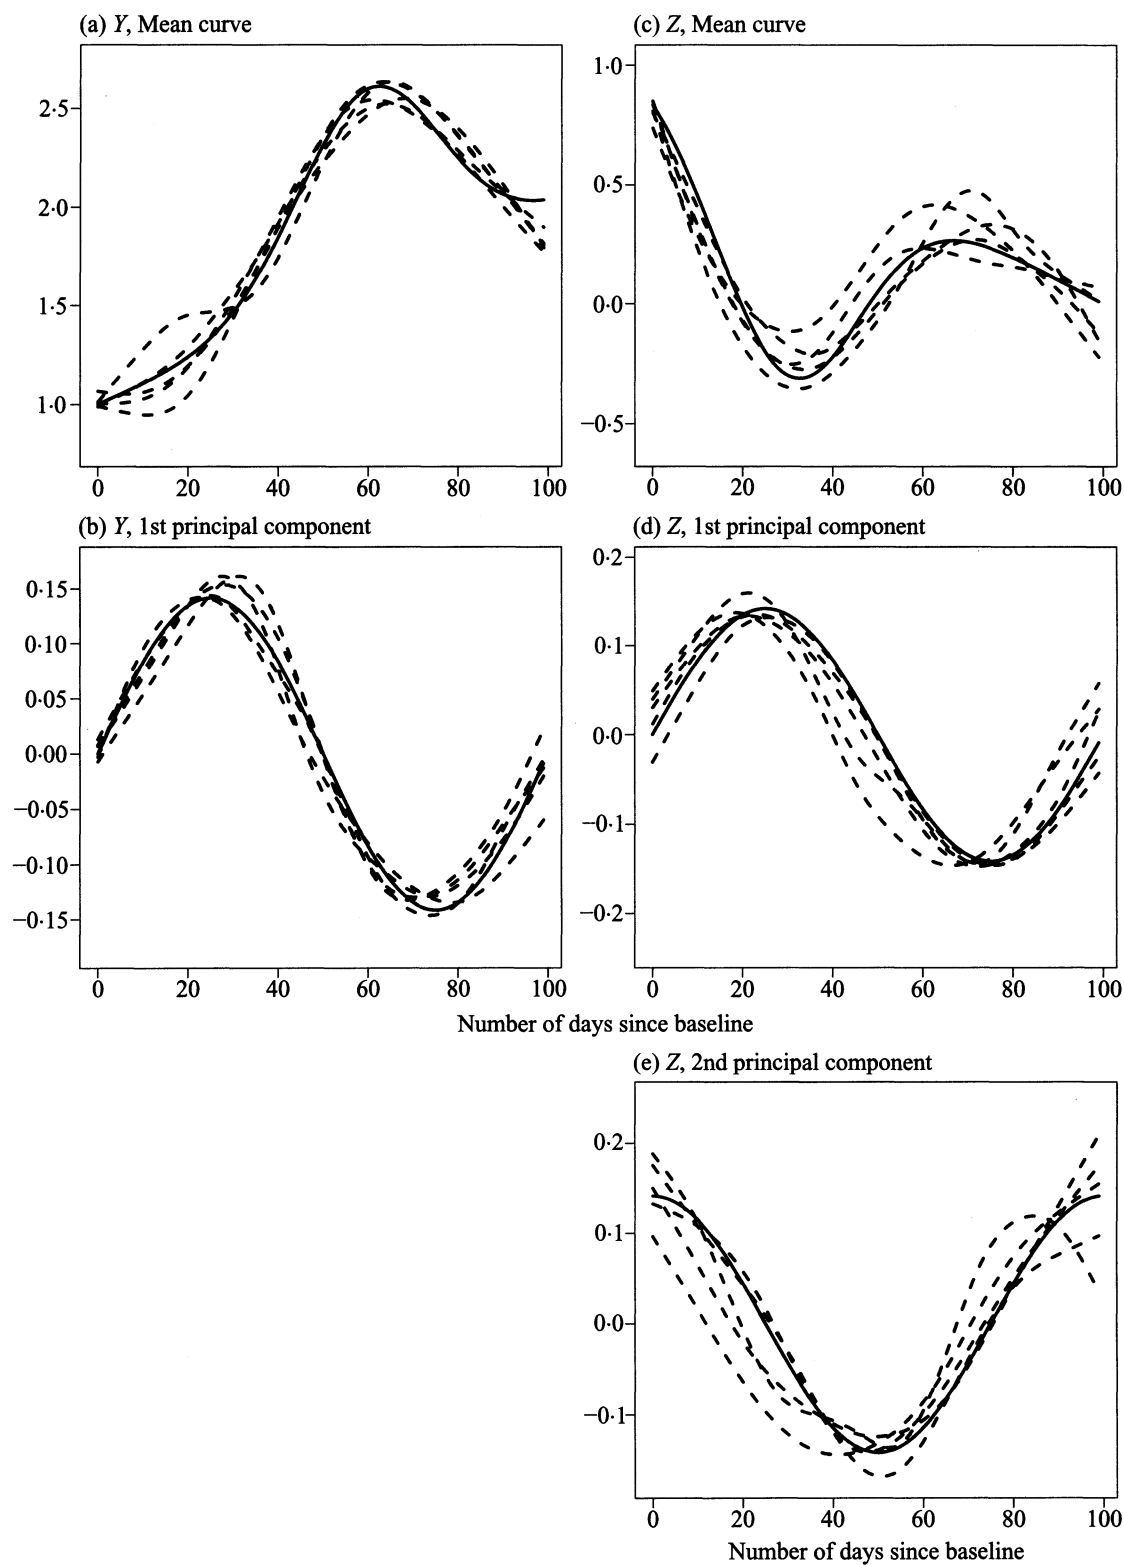 (a) Y, Mean curve
2·5
2·0
1·5
1·0
0 20 40 60 80 100
(c) Z, Mean curve
1·0
0·5
0·0
−0·5
0 20 40 60 80 100
(b) Y, 1st principal component
0·15
0·10
0·05
0·00
−0·05
−0·10
−0·15
0 20 40 60 80 100
(d) Z, 1st principal component
0·2
0·1
0·0
−0·1
−0·2
0 20 40 60 80 100
Number of days since baseline
(e) Z, 2nd principal component
0·2
0·1
0·0
−0·1
0 20 40 60 80 100
Number of days since baseline